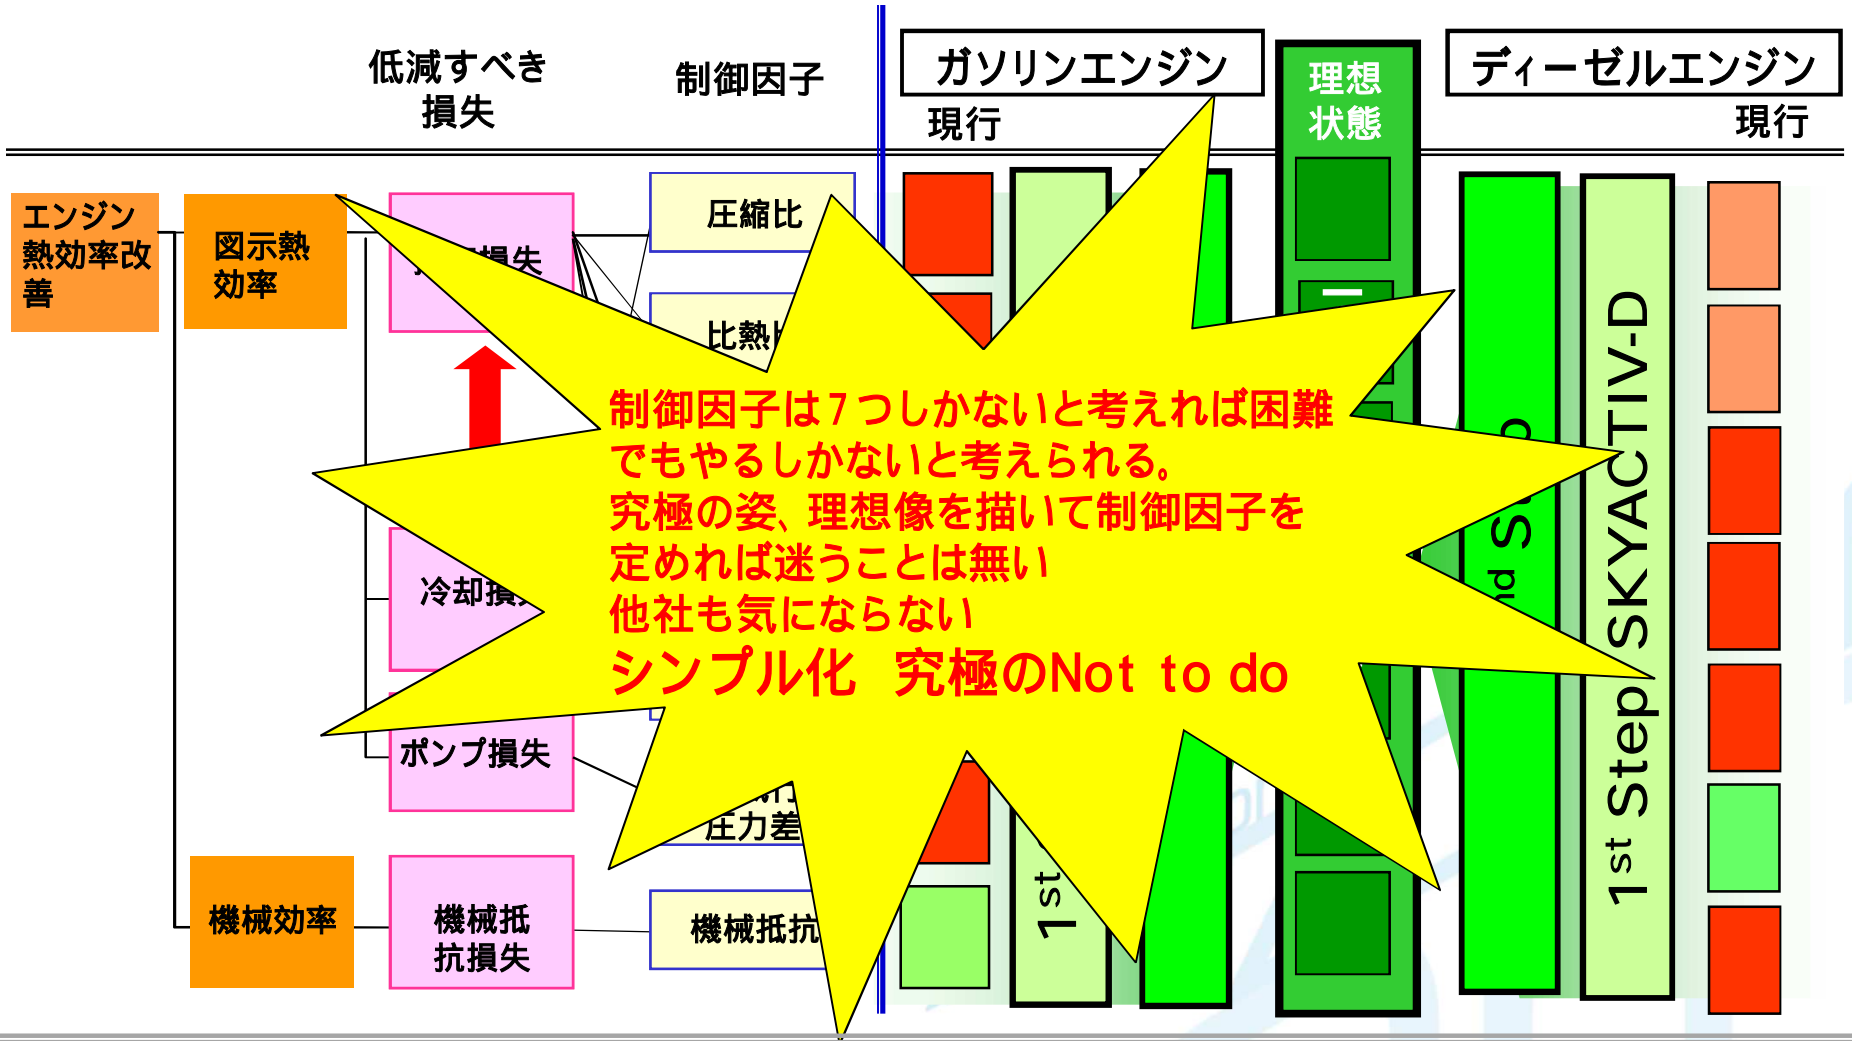 低減すべき
損失
制御因子
ガソリンエンジン
現行
理想
状態
ディーゼルエンジン
現行
エンジン
熱効率改
善
図示熱
効率
損失
圧縮比
比熱
制御因子は7つしかないと考えれば困難
でもやるしかないと考えられる。
究極の姿、理想像を描いて制御因子を
定めれば迷うことは無い
他社も気にならない
シンプル化 究極のNot to do
冷却損
ポンプ損失
圧力差
機械効率
機械抵
抗損失
機械抵抗
1st
1st Step SKYACTIV-D